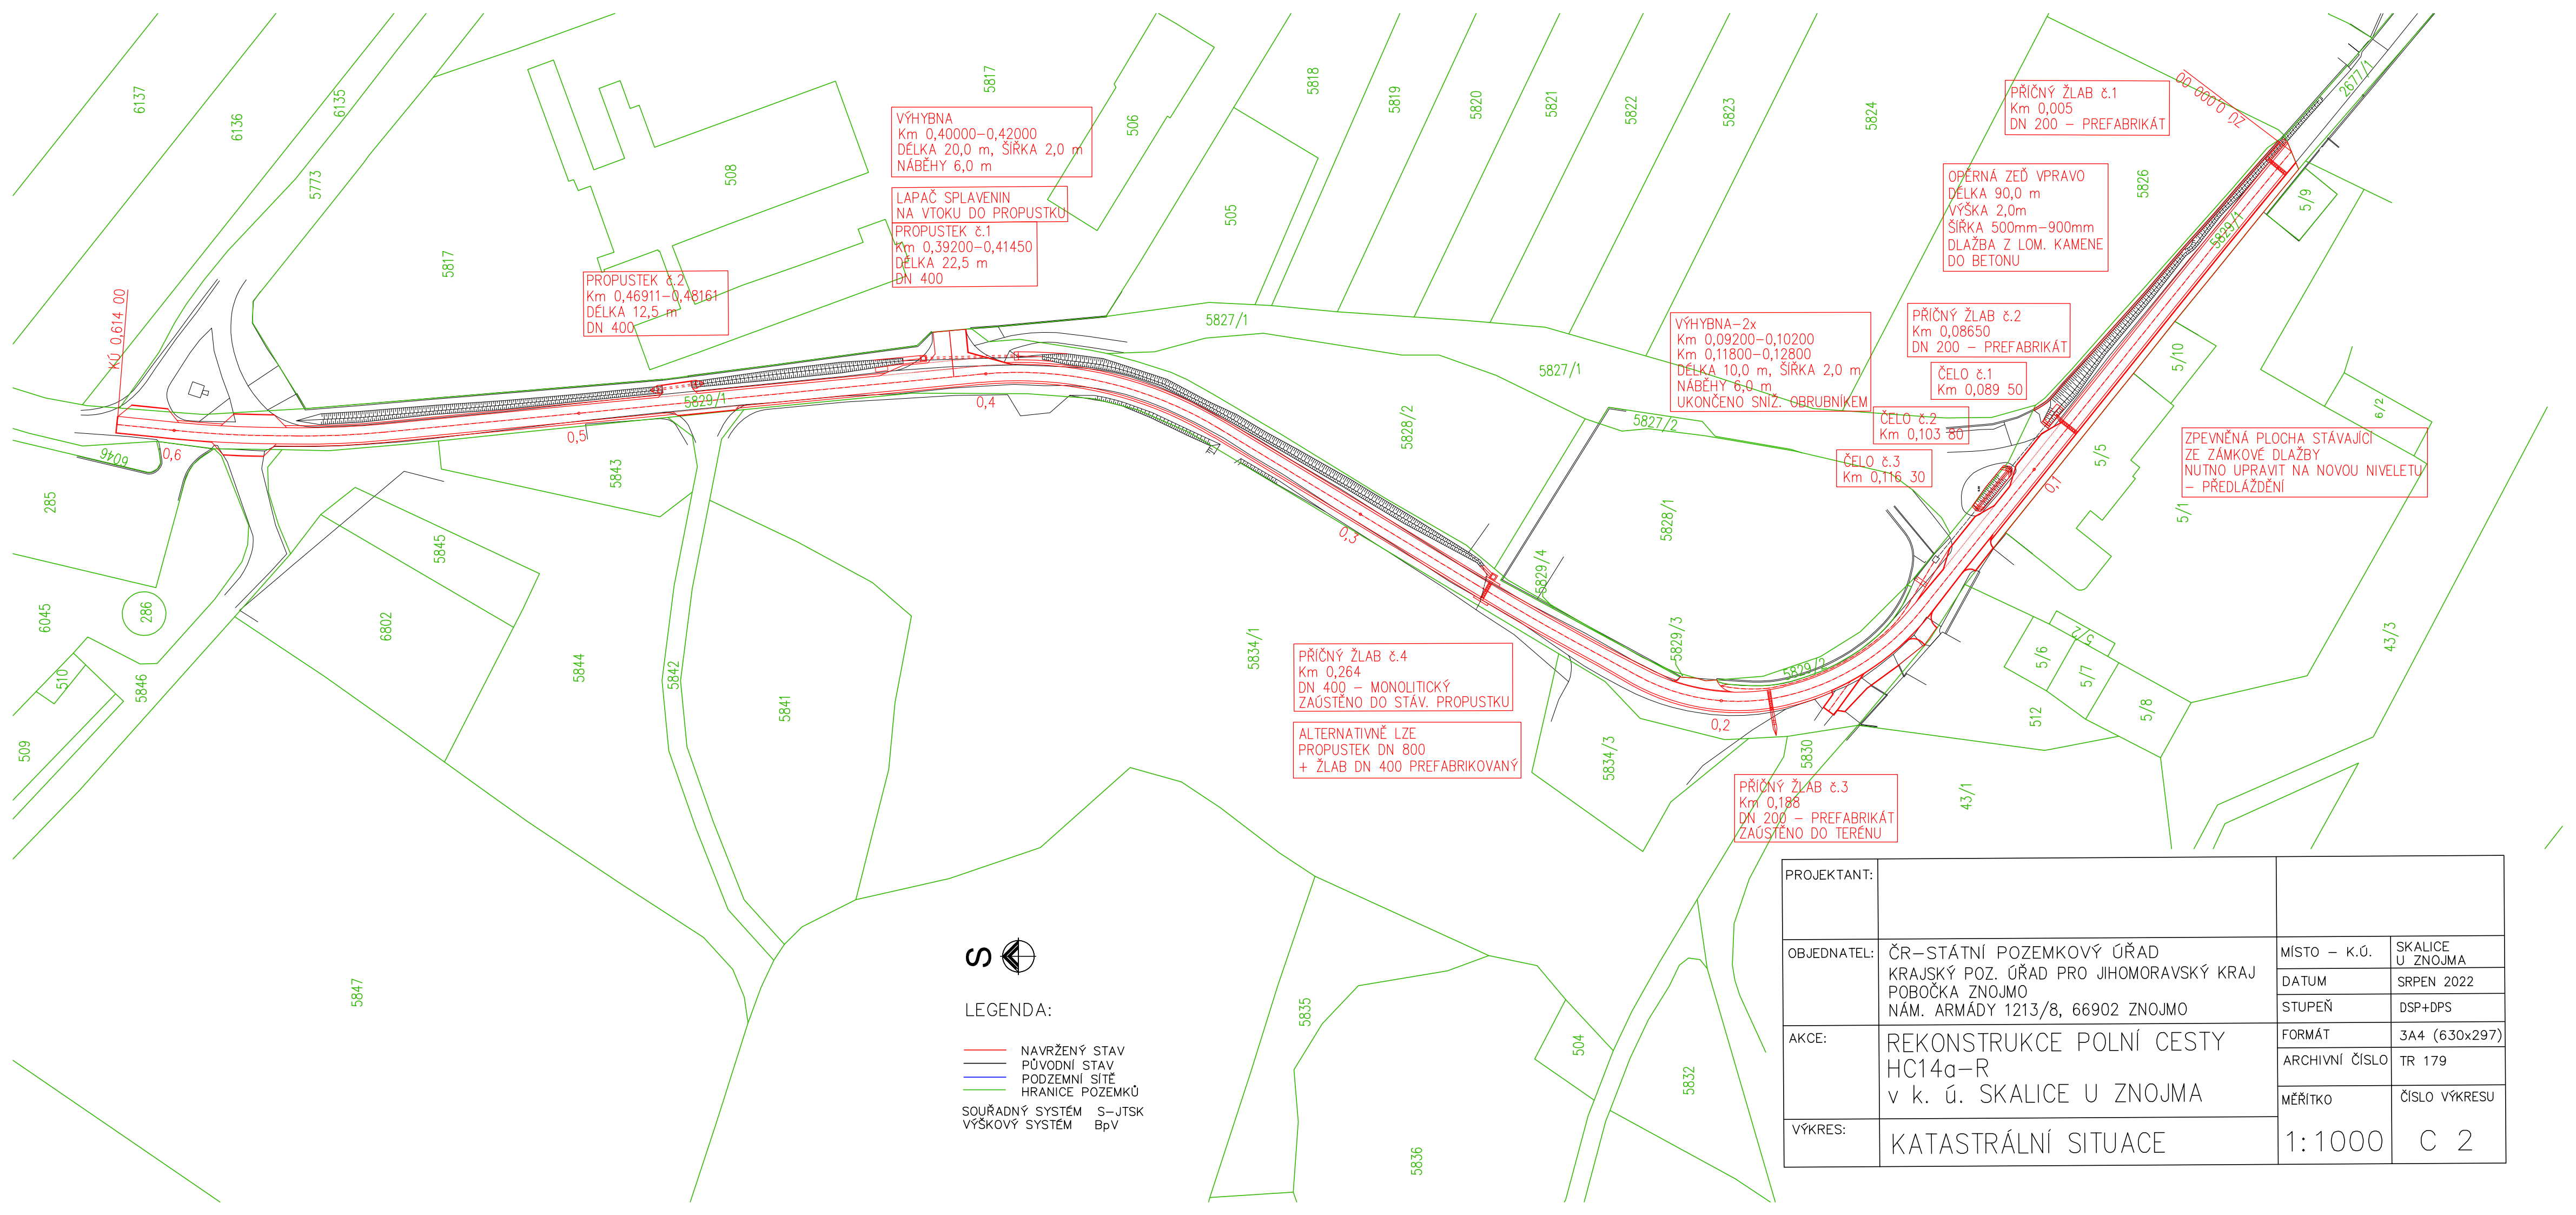 6137
6136
6135
5773
5817
5817
508
506
505
5818
5819
5820
5821
5822
5823
5824
5826
2677/1
5/9
5829/1
ZÚ 0,000 00
KÚ 0,614 00
VÝHYBNA
Km 0,40000-0,42000
DÉLKA 20,0 m, ŠÍŘKA 2,0 m
NÁBĚHY 6,0 m
LAPAČ SPLAVENIN
NA VTOKU DO PROPUSTKU
PROPUSTEK č.1
Km 0,39200-0,41450
DÉLKA 22,5 m
DN 400
PROPUSTEK č.2
Km 0,46911-0,48161
DÉLKA 12,5 m
DN 400
PŘÍČNÝ ŽLAB č.1
Km 0,005
DN 200 - PREFABRIKÁT
OPĚRNÁ ZEĎ VPRAVO
DÉLKA 90,0 m
VÝŠKA 2,0m
ŠÍŘKA 500mm-900mm
DLAŽBA Z LOM. KAMENE
DO BETONU
PŘÍČNÝ ŽLAB č.2
Km 0,08650
DN 200 - PREFABRIKÁT
VÝHYBNA-2x
Km 0,09200-0,10200
Km 0,11800-0,12800
DÉLKA 10,0 m, ŠÍŘKA 2,0 m
NÁBĚHY 6,0 m
UKONČENO SNÍŽ. OBRUBNÍKEM
ČELO č.1
Km 0,089 50
ČELO č.2
Km 0,103 80
ČELO č.3
Km 0,116 30
ZPEVNĚNÁ PLOCHA STÁVAJÍCÍ
ZE ZÁMKOVÉ DLAŽBY
NUTNO UPRAVIT NA NOVOU NIVELETU
- PŘEDLÁŽDĚNÍ
5827/1
5827/1
5827/2
5828/2
5828/1
5829/1
5829/4
5829/3
5829/2
5/10
6/2
5/5
5/1
5/2
5/6
5/7
5/8
512
43/3
43/1
0,1
0,2
0,3
0,4
0,5
0,6
6046
285
6045
286
510
509
5846
6802
5845
5844
5843
5842
5841
5834/1
5834/3
5830
PŘÍČNÝ ŽLAB č.4
Km 0,264
DN 400 - MONOLITICKÝ
ZAÚSTĚNO DO STÁV. PROPUSTKU
ALTERNATIVNĚ LZE
PROPUSTEK DN 800
+ ŽLAB DN 400 PREFABRIKOVANÝ
PŘÍČNÝ ŽLAB č.3
Km 0,188
DN 200 - PREFABRIKÁT
ZAÚSTĚNO DO TERÉNU
5847
5835
504
5832
5836
S
LEGENDA:
NAVRŽENÝ STAV
PŮVODNÍ STAV
PODZEMNÍ SÍTĚ
HRANICE POZEMKŮ
SOUŘADNÝ SYSTÉM S-JTSK
VÝŠKOVÝ SYSTÉM BpV
PROJEKTANT:
OBJEDNATEL:
ČR-STÁTNÍ POZEMKOVÝ ÚŘAD
KRAJSKÝ POZ. ÚŘAD PRO JIHOMORAVSKÝ KRAJ
POBOČKA ZNOJMO
NÁM. ARMÁDY 1213/8, 66902 ZNOJMO
MÍSTO - K.Ú.
SKALICE
U ZNOJMA
DATUM
SRPEN 2022
STUPEŇ
DSP+DPS
AKCE:
REKONSTRUKCE POLNÍ CESTY
HC14a-R
v k. ú. SKALICE U ZNOJMA
FORMÁT
3A4 (630x297)
ARCHIVNÍ ČÍSLO
TR 179
MĚŘÍTKO
1:1000
ČÍSLO VÝKRESU
C 2
VÝKRES:
KATASTRÁLNÍ SITUACE